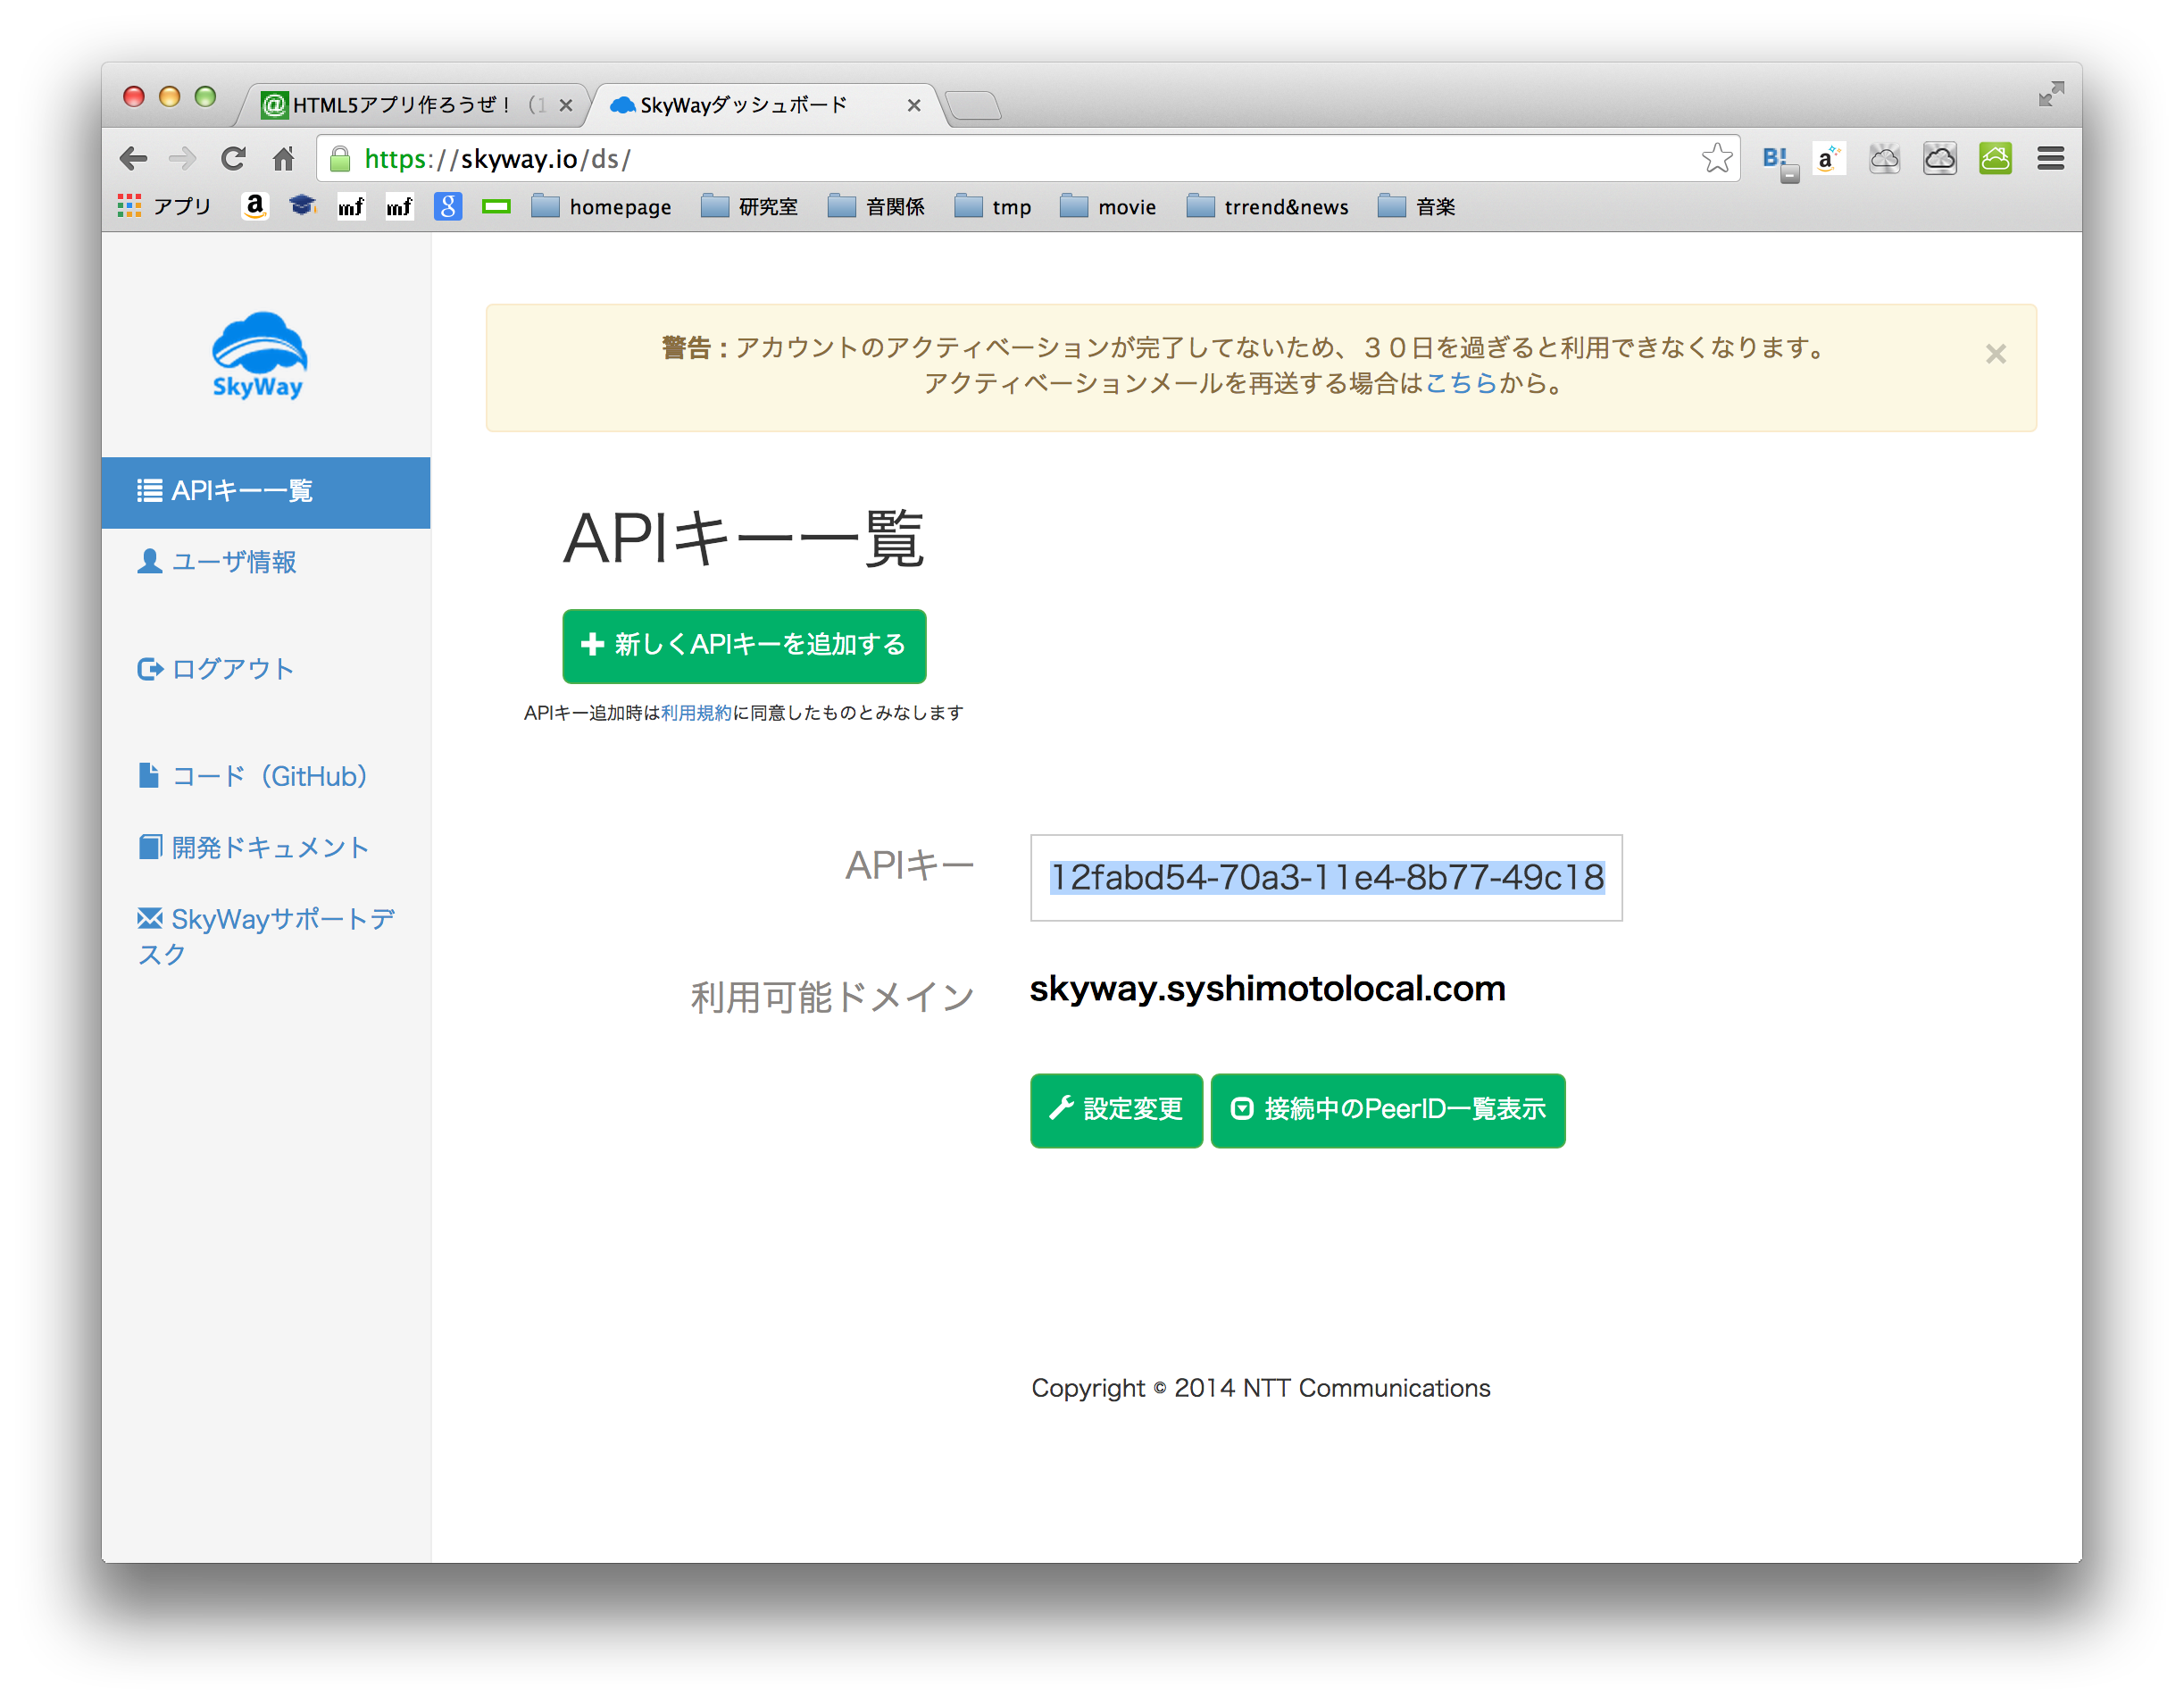 HTML5アプリ作ろうぜ！（1
SkyWayダッシュボード
https://skyway.io/ds/
アプリ
homepage
研究室
音関係
tmp
movie
trrend&news
音楽
SkyWay
警告：アカウントのアクティベーションが完了してないため、３０日を過ぎると利用できなくなります。
アクティベーションメールを再送する場合はこちらから。
APIキー一覧
ユーザ情報
ログアウト
コード（GitHub）
開発ドキュメント
SkyWayサポートデ
スク
APIキー一覧
新しくAPIキーを追加する
APIキー追加時は利用規約に同意したものとみなします
APIキー
12fabd54-70a3-11e4-8b77-49c18
利用可能ドメイン
skyway.syshimotolocal.com
設定変更
接続中のPeerID一覧表示
Copyright © 2014 NTT Communications